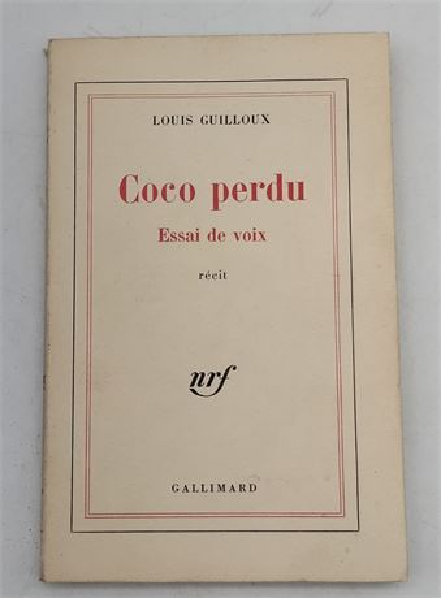 LOUIS GUILLOUX
Coco perdu
Essai de voix
récit
nrf
GALLIMARD